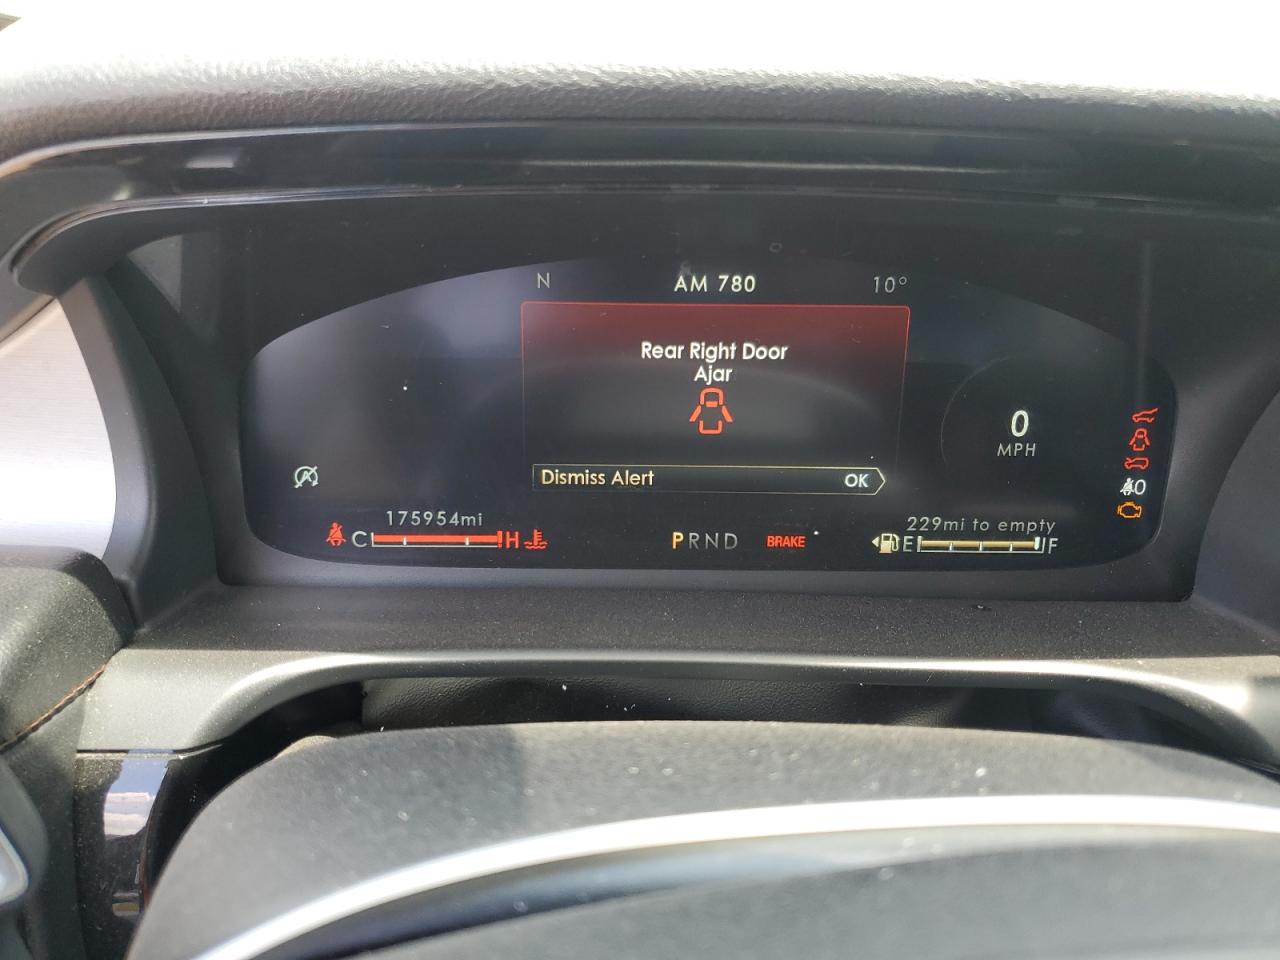 N AM 780 10°
Rear Right Door
Ajar
0
MPH
Dismiss Alert OK
175954mi
229mi to empty
C H PRND BRAKE E F